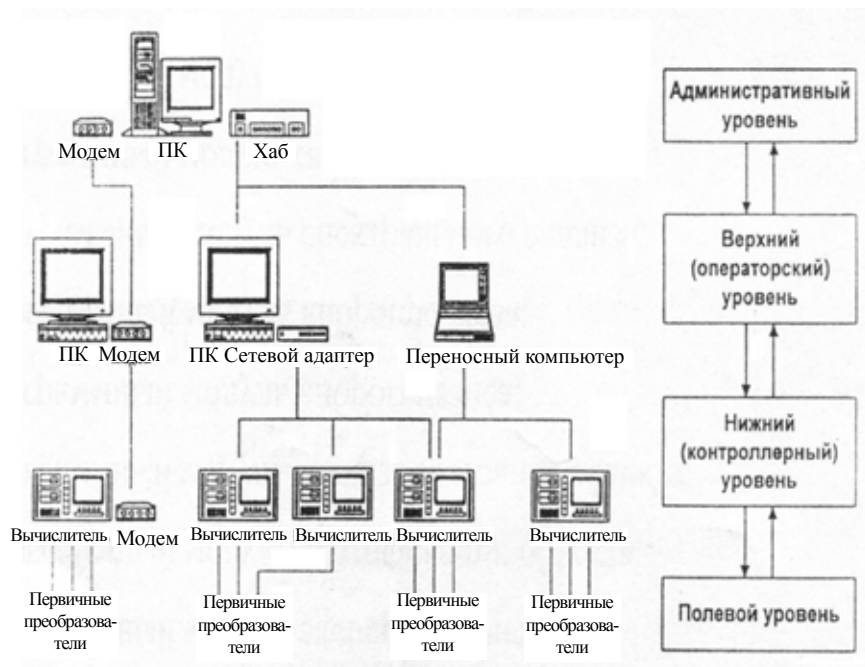 Модем ПК Хаб
ПК Модем ПК Сетевой адаптер Переносный компьютер
Вычислитель Модем Вычислитель Вычислитель Вычислитель Вычислитель
Первичные
преобразова-
тели
Первичные
преобразова-
тели
Первичные
преобразова-
тели
Первичные
преобразова-
тели
Административный
уровень
Верхний
(операторский)
уровень
Нижний
(контроллерный)
уровень
Полевой уровень